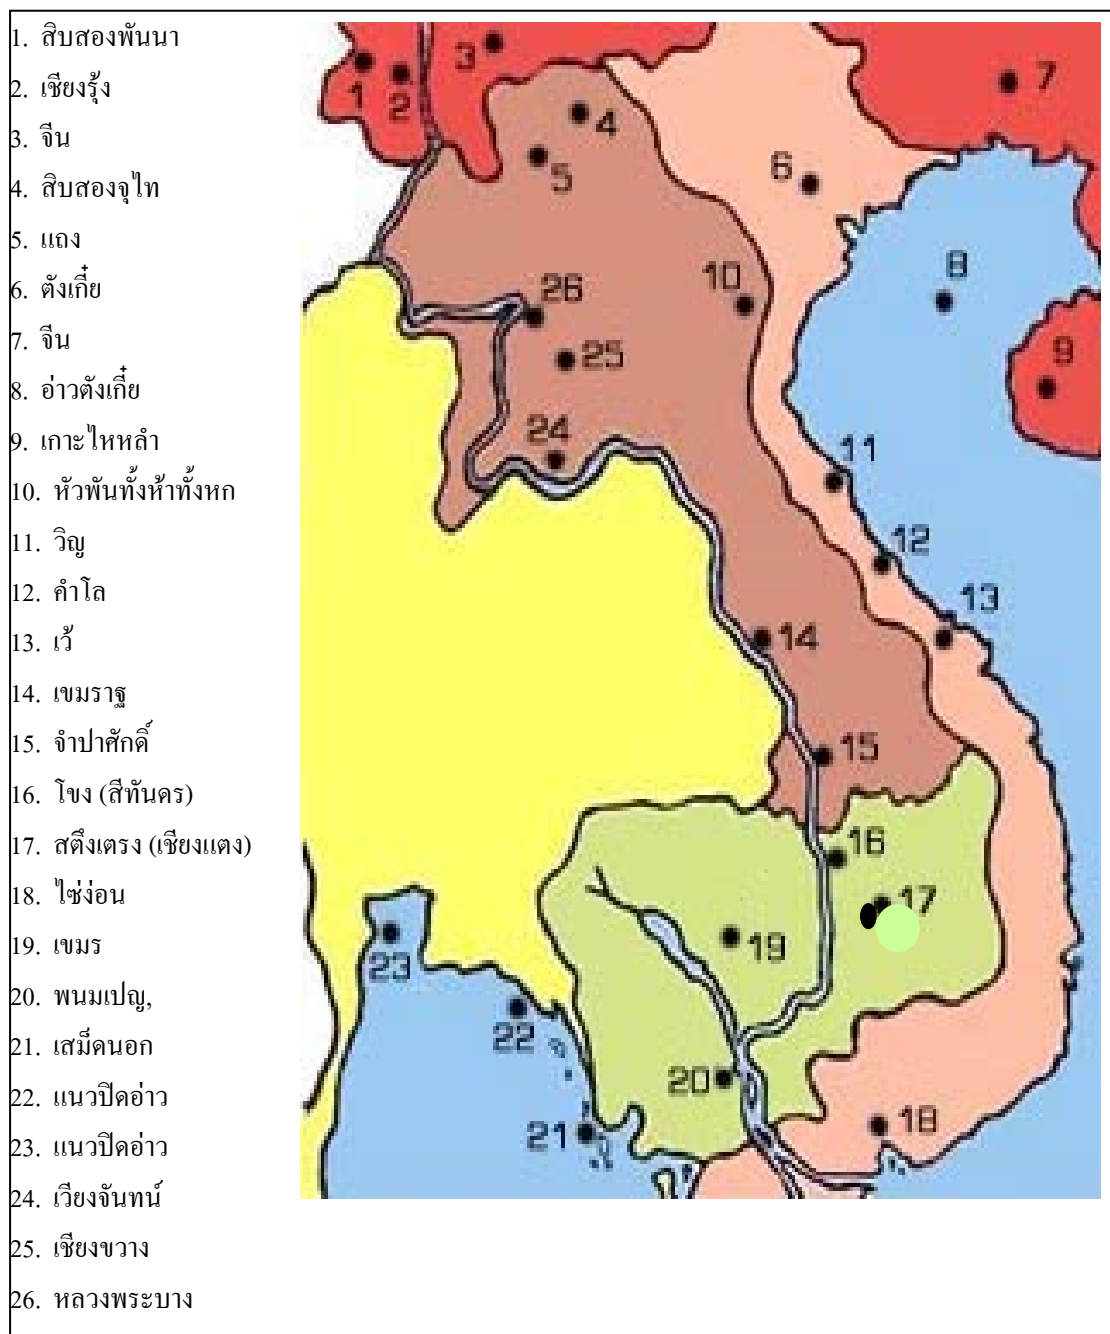 1. สิบสองพันนา
2. เชียงรุ้ง
3. จีน
4. สิบสองจุไท
5. แถง
6. ตังเกี๋ย
7. จีน
8. อ่าวตังเกี๋ย
9. เกาะไหหลำ
10. หัวพันทั้งห้าทั้งหก
11. วิญ
12. คำโล
13. เว้
14. เขมราฐ
15. จำปาศักดิ์
16. โขง (สีทันดร)
17. สตึงเตรง (เชียงแตง)
18. ไซ่ง่อน
19. เขมร
20. พนมเปญ,
21. เสม็ดนอก
22. แนวปิดอ่าว
23. แนวปิดอ่าว
24. เวียงจันทน์
25. เชียงขวาง
26. หลวงพระบาง
1
2
3
4
5
6
7
8
9
10
26
25
24
11
12
13
14
15
16
17
19
23
22
20
21
18